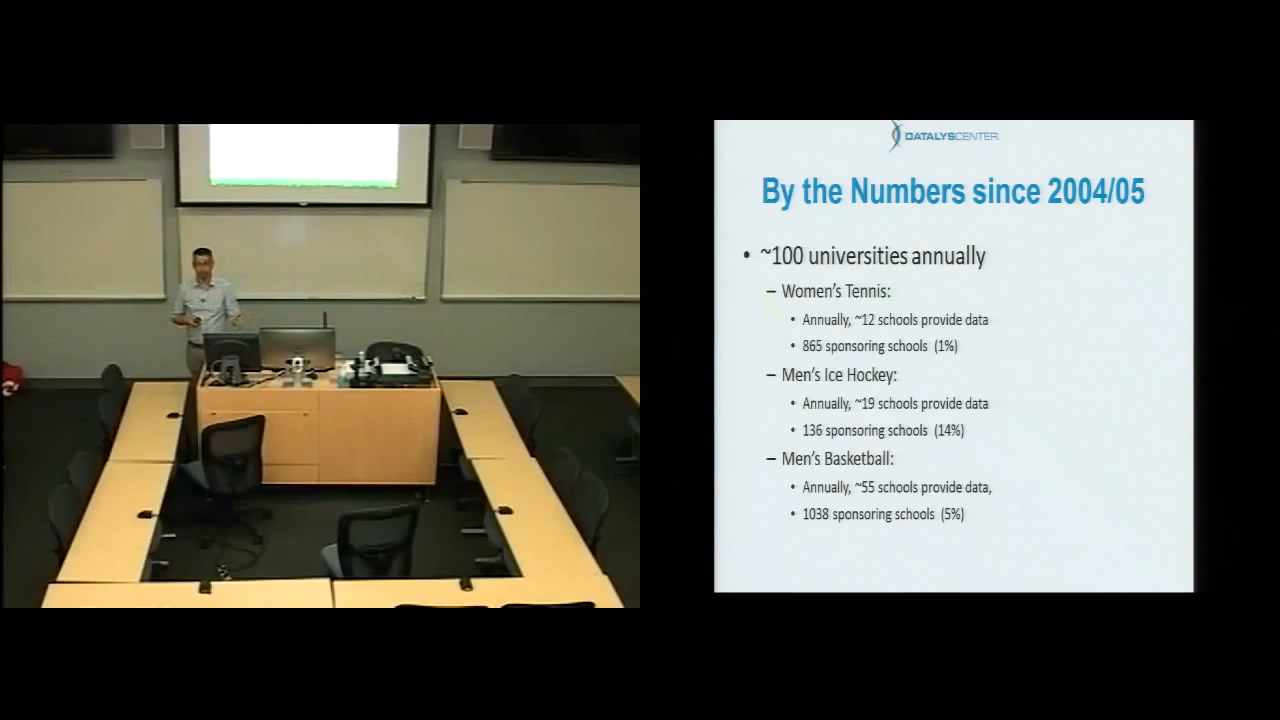 DATALYSCENTER
By the Numbers since 2004/05
• ~100 universities annually
– Women's Tennis:
• Annually, ~12 schools provide data
• 865 sponsoring schools (1%)
– Men's Ice Hockey:
• Annually, ~19 schools provide data
• 136 sponsoring schools (14%)
– Men's Basketball:
• Annually, ~55 schools provide data,
• 1038 sponsoring schools (5%)